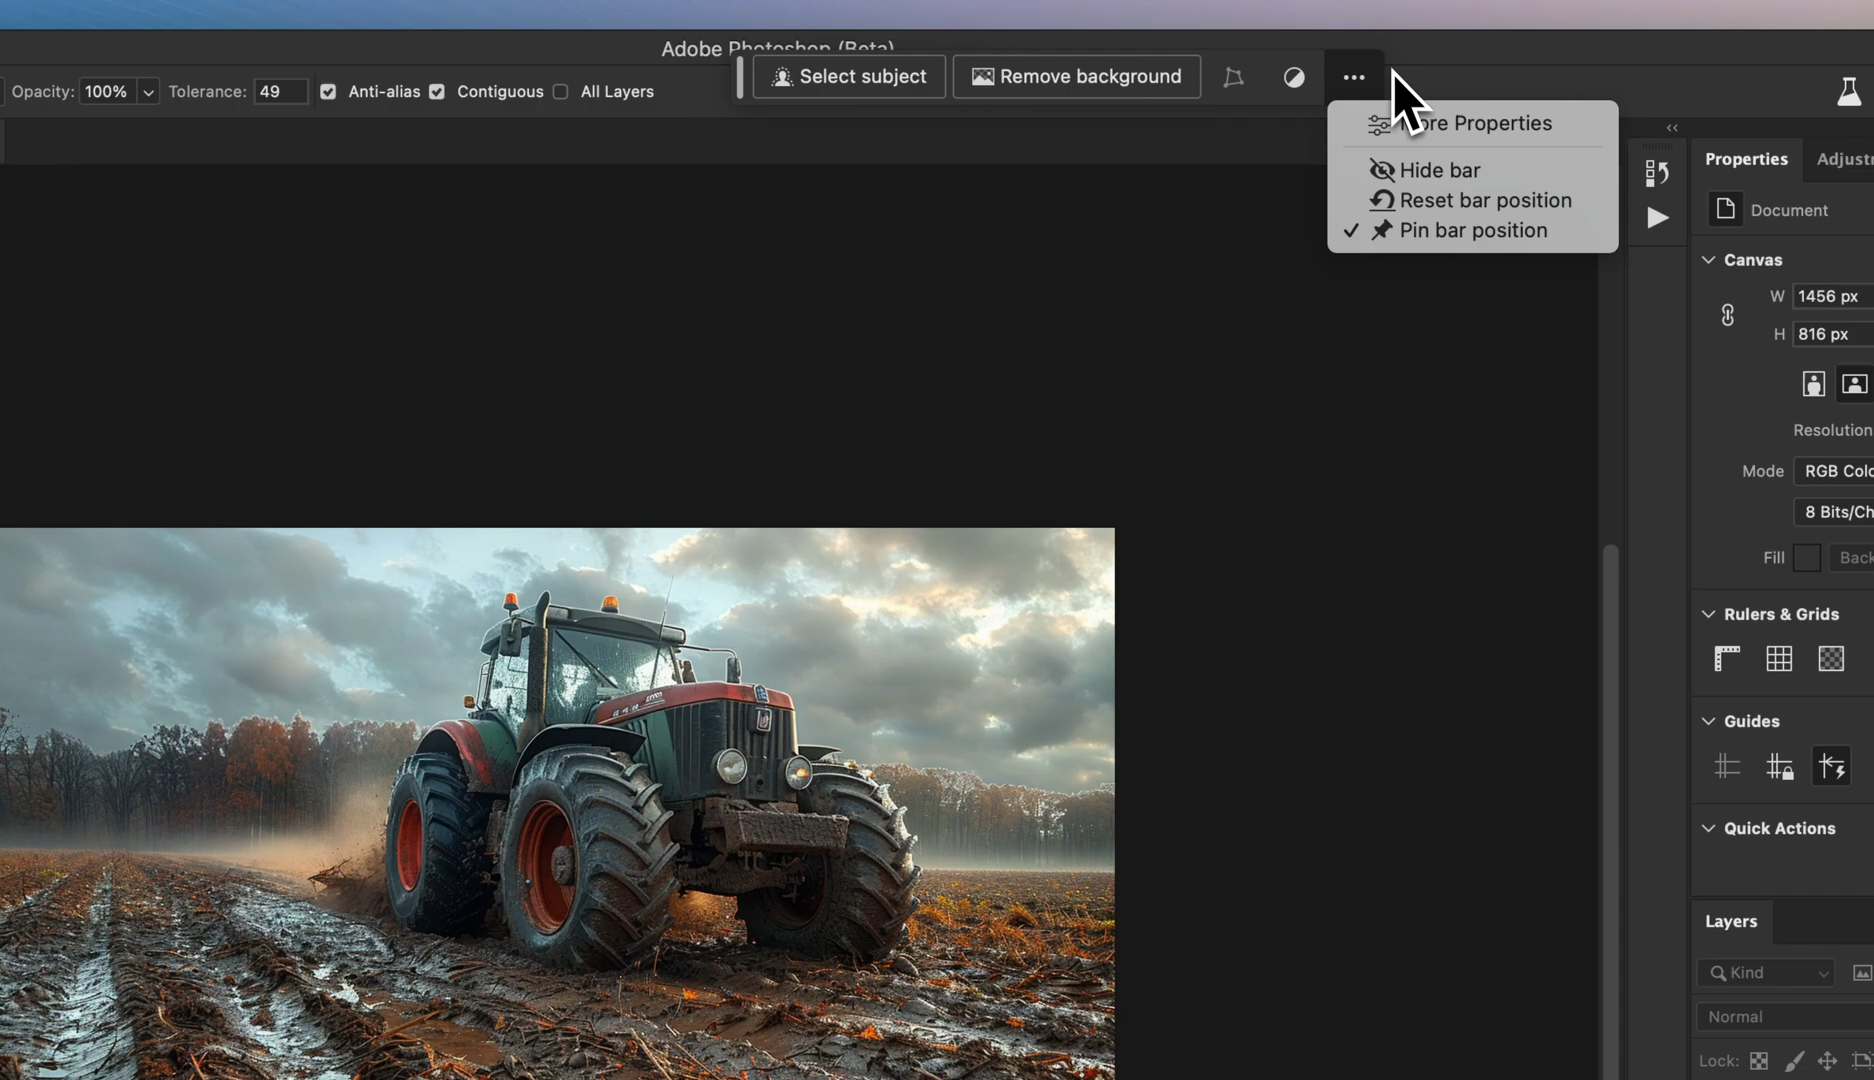 Adobe Photoshop (Beta)
Select subject
Remove background
Opacity: 100%
Tolerance: 49
Anti-alias
Contiguous
All Layers
More Properties
Hide bar
Reset bar position
Pin bar position
Properties
Adjust
Document
Canvas
W 1456 px
H 816 px
Resolution
Mode RGB Colo
8 Bits/Ch
Fill Back
Rulers & Grids
Guides
Quick Actions
Layers
Kind
Normal
Lock: